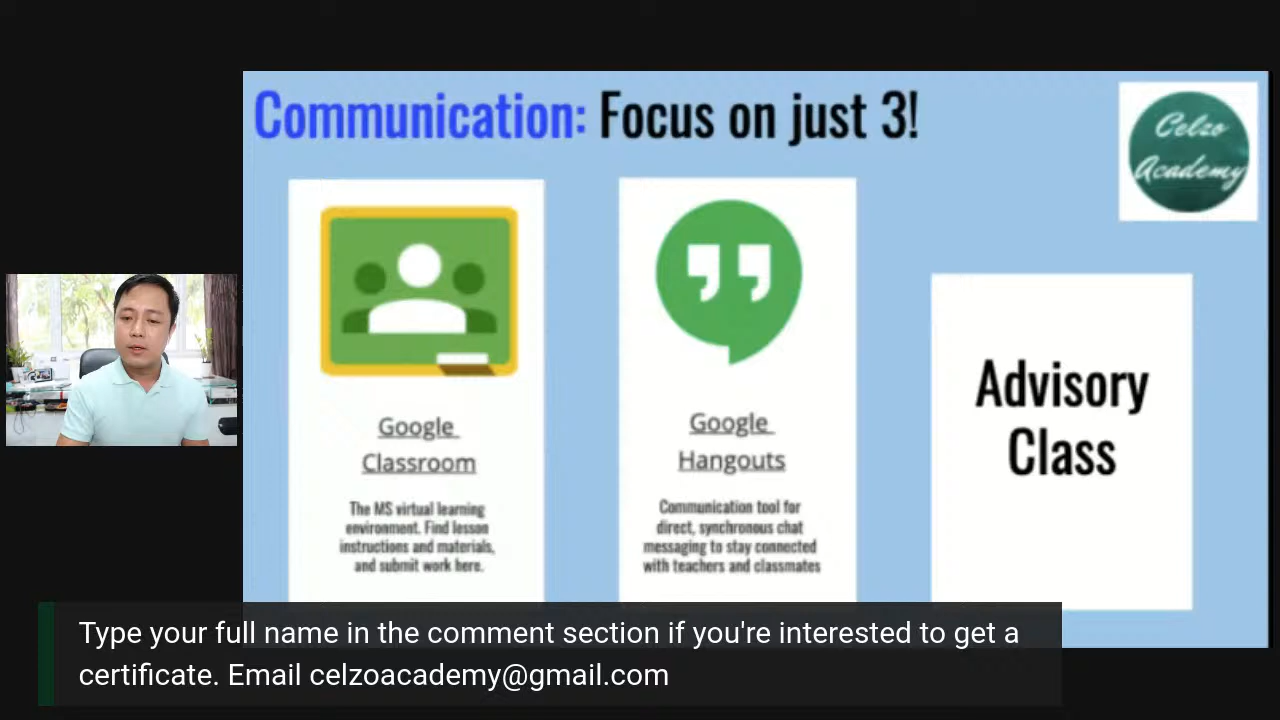 Communication: Focus on just 3!
Celzo
Academy
Google
Classroom
The MS virtual learning
environment. Find lesson
instructions and materials,
and submit work here.
Google
Hangouts
Communication tool for
direct, synchronous chat
messaging to stay connected
with teachers and classmates
Advisory
Class
Type your full name in the comment section if you're interested to get a
certificate. Email celzoacademy@gmail.com